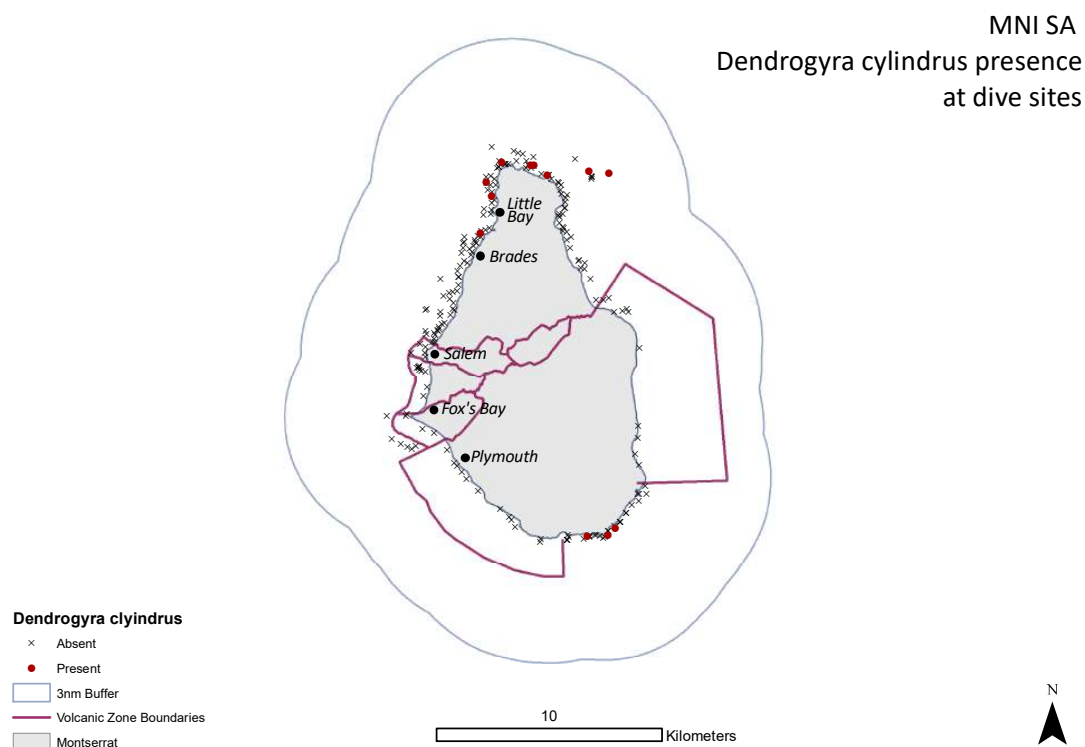 MNI SA
Dendrogyra cylindrus presence
at dive sites
Little
Bay
Brades
Salem
Fox's Bay
Plymouth
Dendrogyra clyindrus
Absent
Present
3nm Buffer
Volcanic Zone Boundaries
Montserrat
10
Kilometers
N